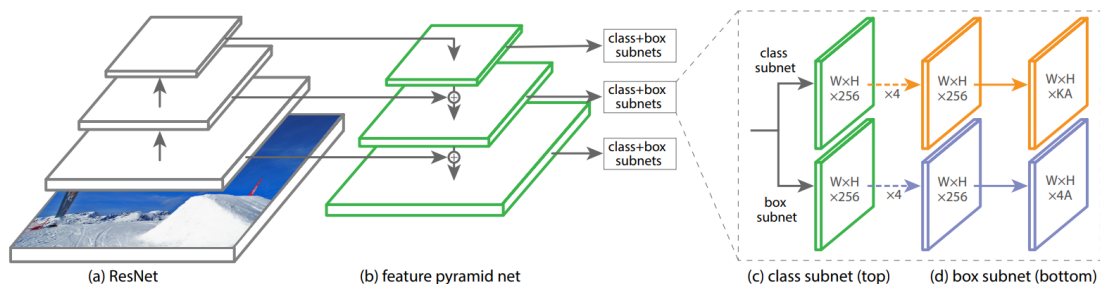 class+box
subnets
class+box
subnets
class+box
subnets
class
subnet
W×H
×256
×4
W×H
×256
W×H
×KA
box
subnet
W×H
×256
×4
W×H
×256
W×H
×4A
(a) ResNet
(b) feature pyramid net
(c) class subnet (top)
(d) box subnet (bottom)